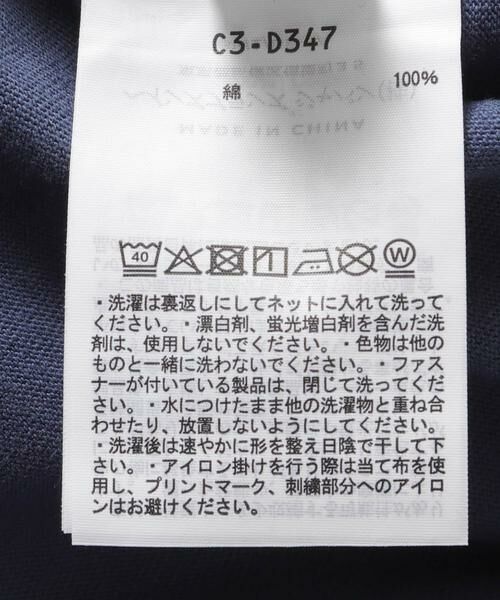 C3-D347
綿 100%
MADE IN CHINA
40
W
・洗濯は裏返しにしてネットに入れて洗って
ください。・漂白剤、蛍光増白剤を含んだ洗
剤は、使用しないでください。・色物は他の
ものと一緒に洗わないでください。・ファス
ナーが付いている製品は、閉じて洗ってくだ
さい。・水につけたまま他の洗濯物と重ね合
わせたり、放置しないようにしてください。
・洗濯後は速やかに形を整え日陰で干して下
さい。・アイロン掛けを行う際は当て布を使
用し、プリントマーク、刺繍部分へのアイロ
ンはお避けください。